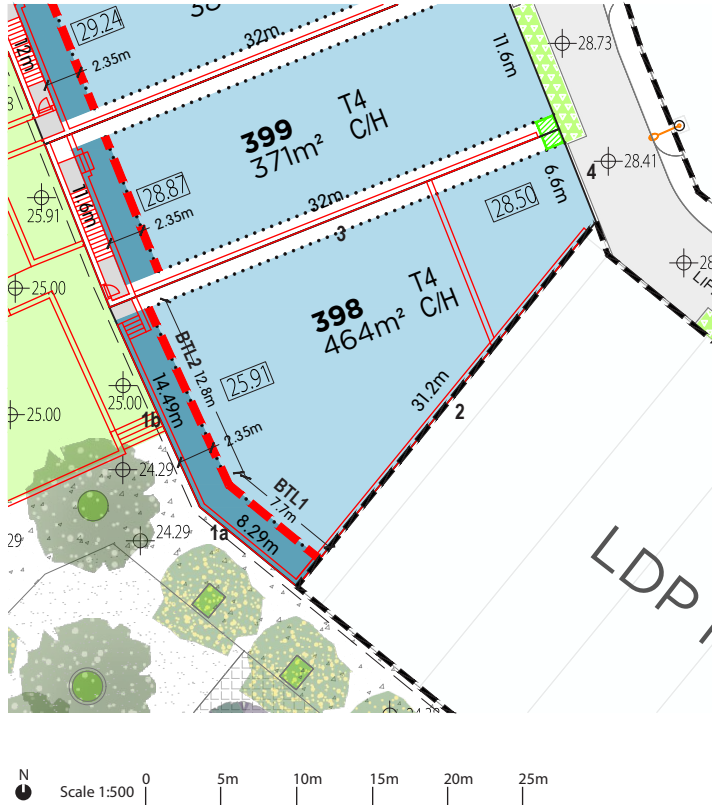 29.24
12m
2.35m
32m
11.6m
28.73
399
371m²
T4
C/H
28.41
4
6.6m
25.91
11.6m
28.87
2.35m
32m
3
28.50
25.00
398
464m²
T4
C/H
BTL2 12.8m
25.91
25.00
14.49m
1b
2.35m
31.2m
2
25.00
24.29
BTL1
7.7m
8.29m
1a
24.29
29
LDP
N
Scale 1:500
0
5m
10m
15m
20m
25m